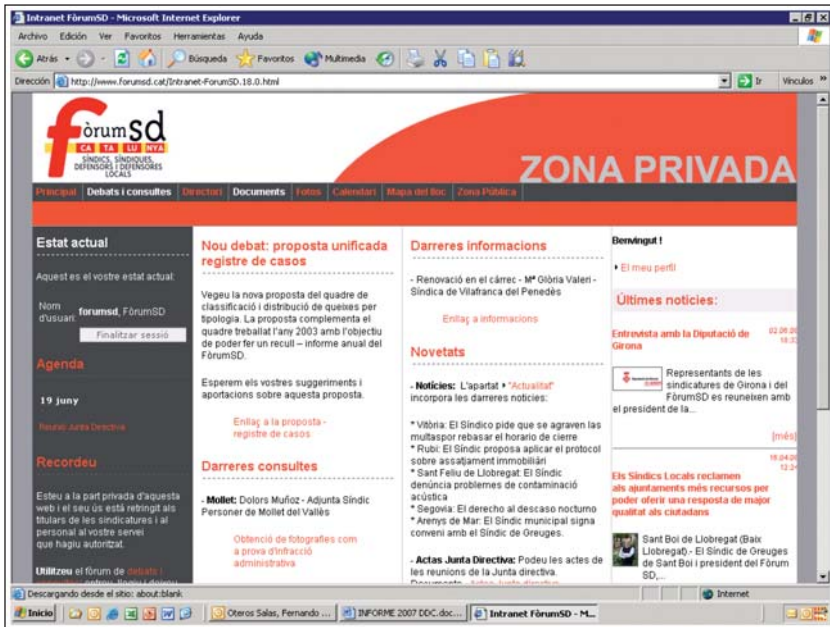 Intranet FòrumSD - Microsoft Internet Explorer
Archivo Edición Ver Favoritos Herramientas Ayuda
Atrás Búsqueda Favoritos Multimedia
Dirección http://www.forumsd.cat/Intranet-ForumSD.18.0.html Ir Vínculos »
fòrumSd
CA TA LU NYA
SÍNDICS, SÍNDIQUES,
DEFENSORS I DEFENSORES
LOCALS
ZONA PRIVADA
Principal Debats i consultes Directori Documents Fotos Calendari Mapa del lloc Zona Pública
Estat actual
Aquest es el vostre estat actual:
Nom
d'usuari: forumsd, FòrumSD
Finalitzar sessió
Agenda
19 juny
Reunió Junta Directiva
Recordeu
Esteu a la part privada d'aquesta
web i el seu ús està retringit als
titulars de les sindicatures i al
personal al vostre servei
que hagiu autoritzat.
Utilitzeu el fòrum de debats i
Nou debat: proposta unificada
registre de casos
Vegeu la nova proposta del quadre de
classificació i distribució de queixes per
tipologia. La proposta complementa el
quadre treballat l'any 2003 amb l'objectiu
de poder fer un recull – informe anual del
FòrumSD.
Esperem els vostres suggeriments i
aportacions sobre aquesta proposta.
Enllaç a la proposta -
registre de casos
Darreres consultes
- Mollet: Dolors Muñoz - Adjunta Síndic
Personer de Mollet del Vallès
Obtenció de fotografies com
a prova d'infracció
administrativa
Darreres informacions
- Renovació en el càrrec - Mª Glòria Valeri -
Síndica de Vilafranca del Penedès
Enllaç a informacions
Novetats
- Notícies: L'apartat "Actualitat"
incorpora les darreres noticies:
* Vitòria: El Síndico pide que se agraven las
multaspor rebasar el horario de cierre
* Rubí: El Síndic proposa aplicar el protocol
sobre assatjament immobiliàri
* Sant Feliu de Llobregat: El Síndic
denúncia problemes de contaminació
acústica
* Segovia: El derecho al descaso nocturno
* Arenys de Mar: El Síndic municipal signa
conveni amb el Síndic de Greuges.
- Actas Junta Directiva: Podeu les actes de
les reunions de la Junta directiva.
Documents - Actas Junta directiva
Benvingut !
El meu perfil
Últimes noticies:
Entrevista amb la Diputació de
Girona
Representants de les
sindicatures de Girona i del
FòrumSD es reuneixen amb
el president de la...
[més]
Els Síndics Locals reclamen
als ajuntaments més recursos per
poder oferir una resposta de major
qualitat als ciutadans
Sant Boi de Llobregat (Baix
Llobregat).- El Síndic de Greuges
de Sant Boi i president del Fòrum
SD,...
Descargando desde el sitio: about:blank Internet
Inicio Oteros Salas, Fernando ... INFORME 2007 DDC.doc... Intranet FòrumSD - M...